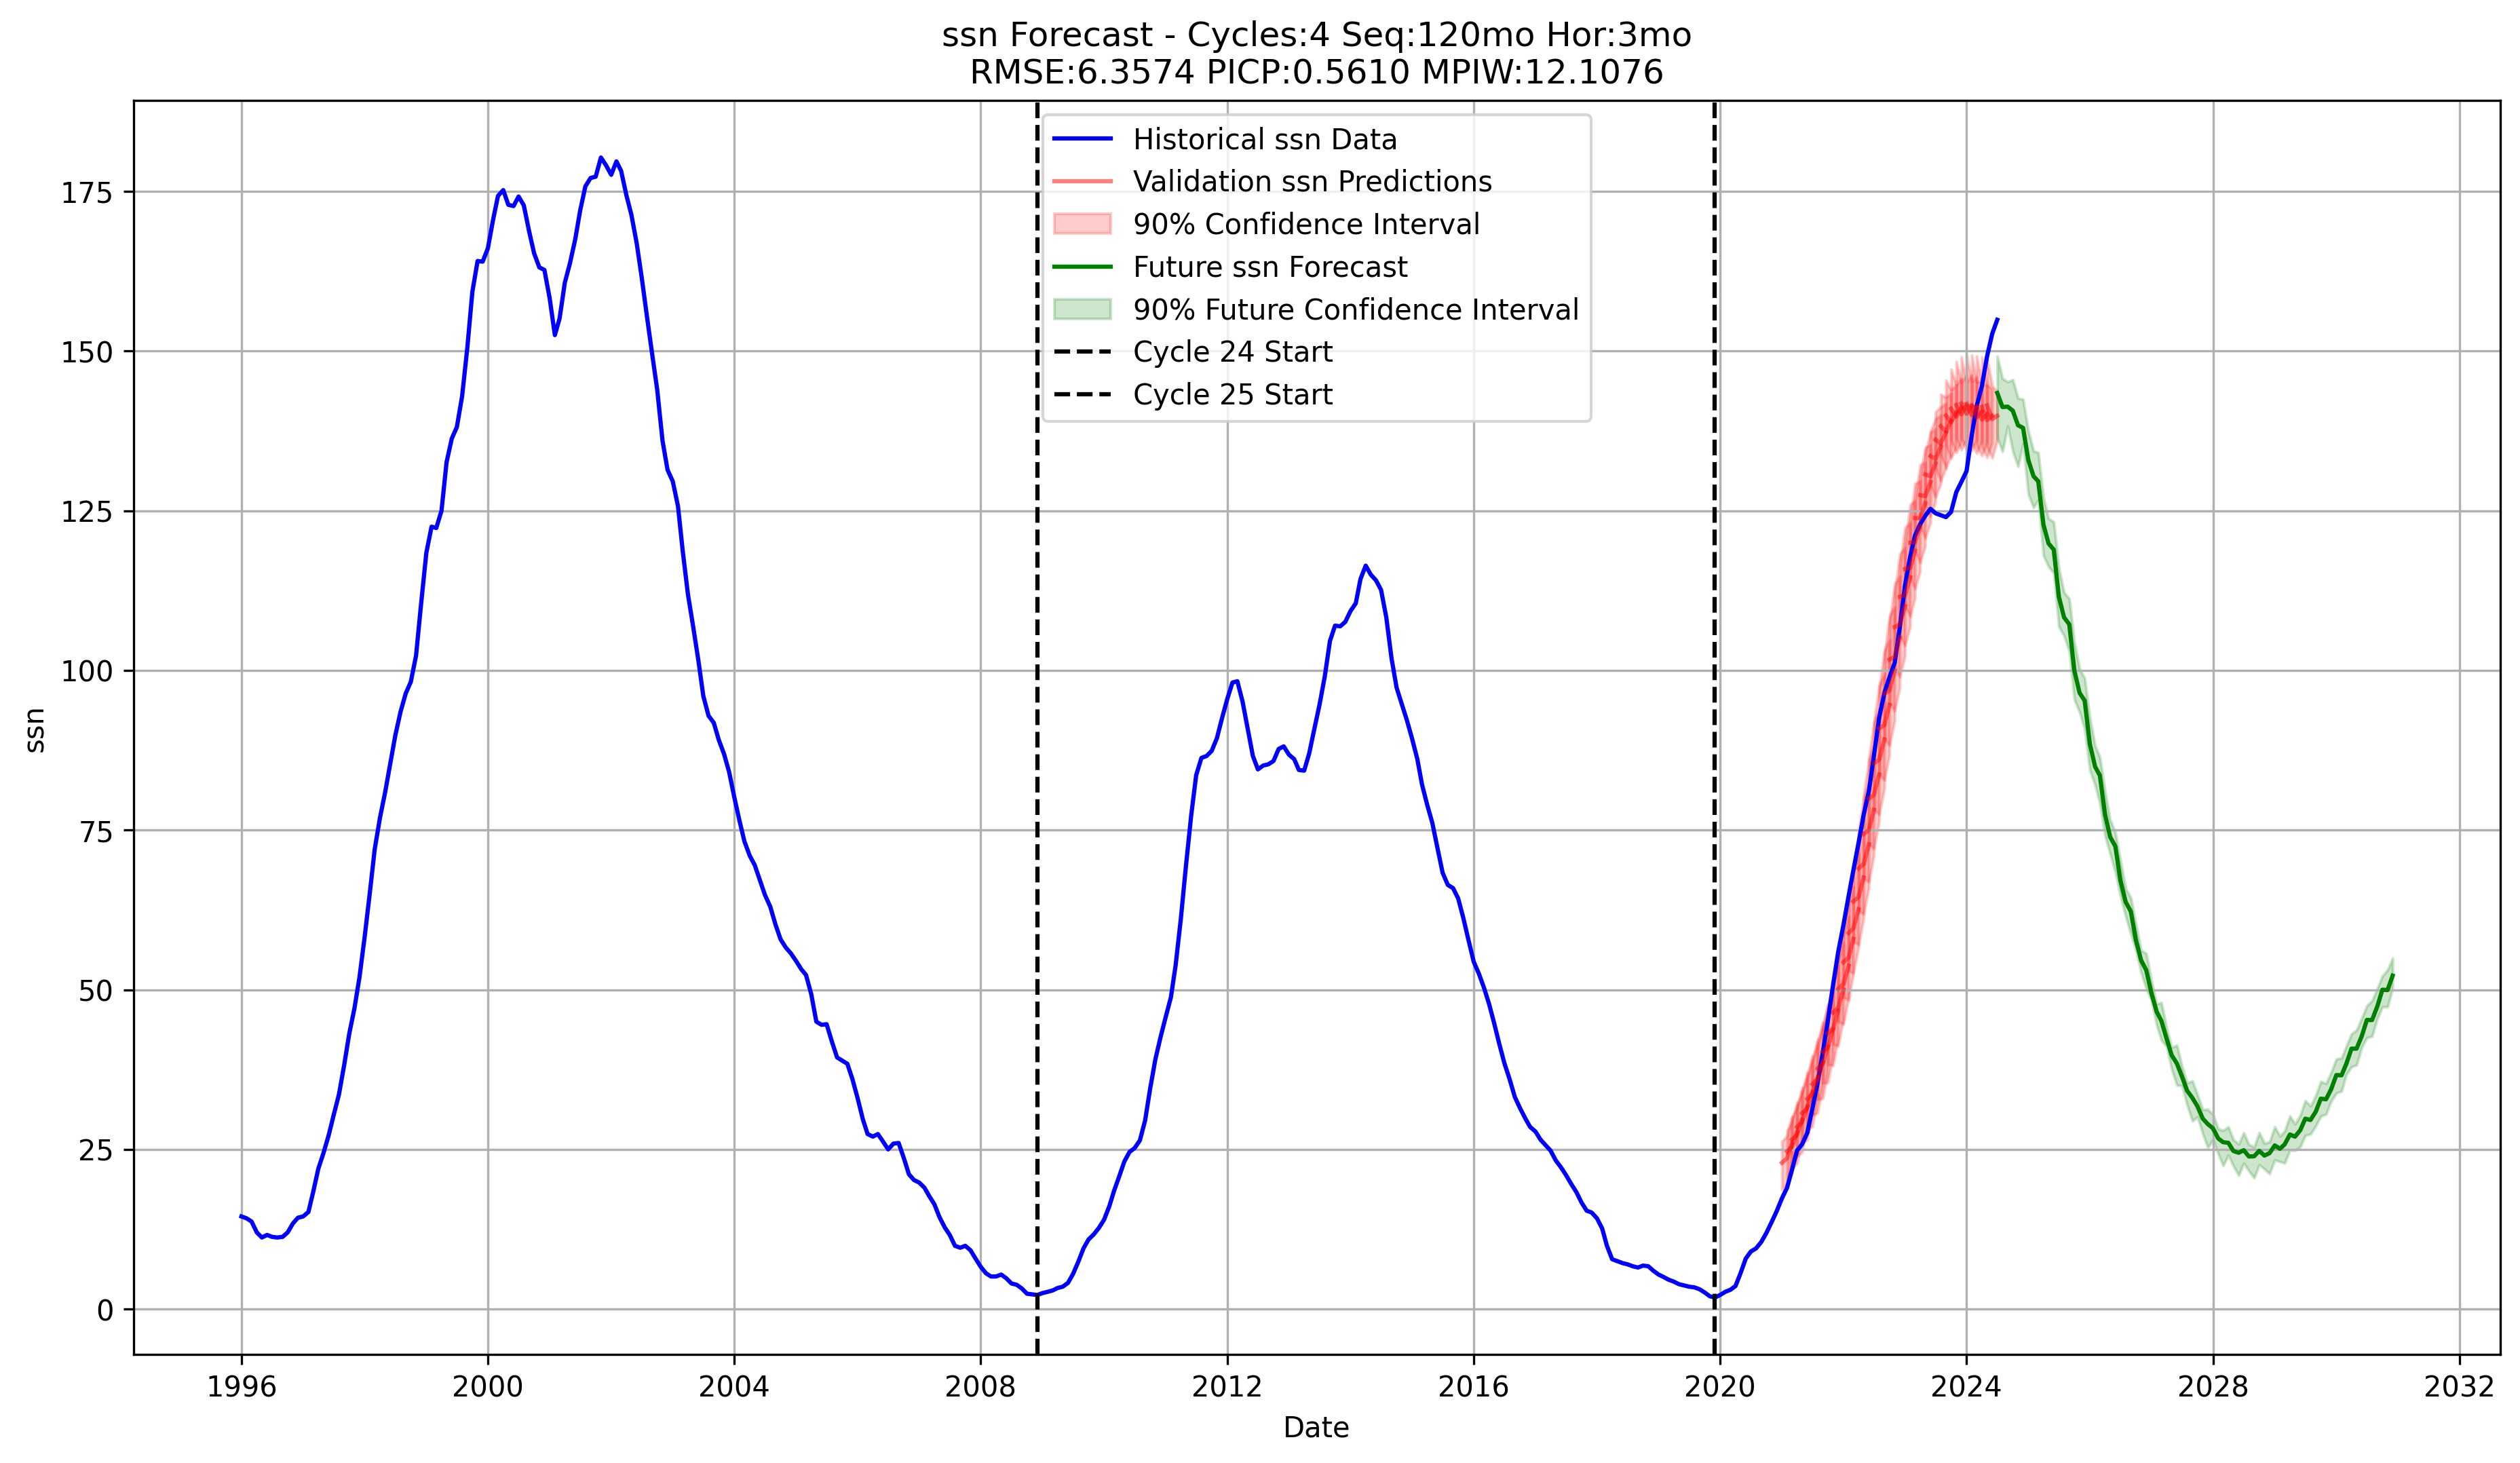 ssn Forecast - Cycles:4 Seq:120mo Hor:3mo
RMSE:6.3574 PICP:0.5610 MPIW:12.1076
Historical ssn Data
Validation ssn Predictions
90% Confidence Interval
Future ssn Forecast
90% Future Confidence Interval
Cycle 24 Start
Cycle 25 Start
175
150
125
100
75
50
25
0
ssn
1996
2000
2004
2008
2012
2016
2020
2024
2028
2032
Date